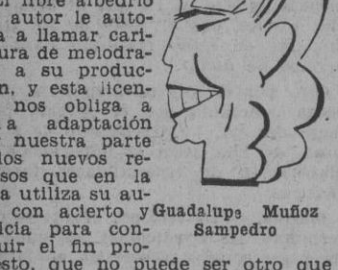 libre albedrío
autor le auto-
a a llamar cari-
ura de melodra-
a su produc-
n, y esta licen-
nos obliga a
a adaptación
nuestra parte
los nuevos re-
sos que en la
a utiliza su au-
con acierto y
icia para con-
uir el fin pro-
esto, que no puede ser otro que
Guadalupe Muñoz
Sampedro